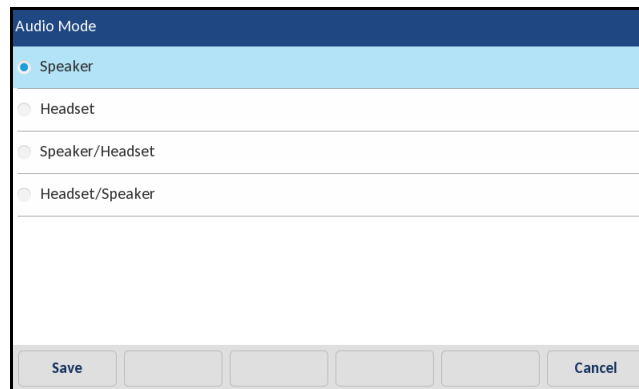 Audio Mode
Speaker
Headset
Speaker/Headset
Headset/Speaker
Save Cancel